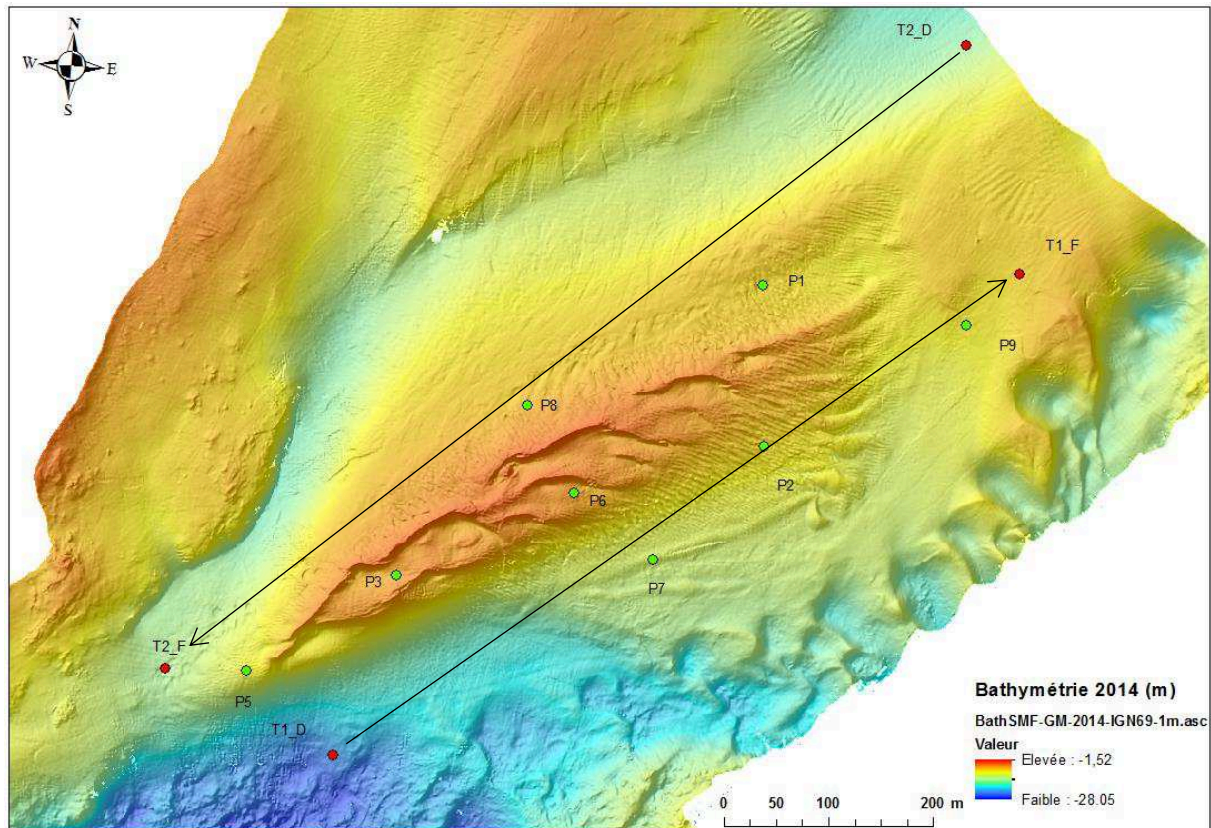 N
W E
S
T2_D
T1_F
P1
P9
P8
P2
P6
P7
P3
T2_F
P5
T1_D
Bathymétrie 2014 (m)
BathSMF-GM-2014-IGN69-1m.asc
Valeur
Elevée : -1,52
Faible : -28.05
0 50 100 200 m